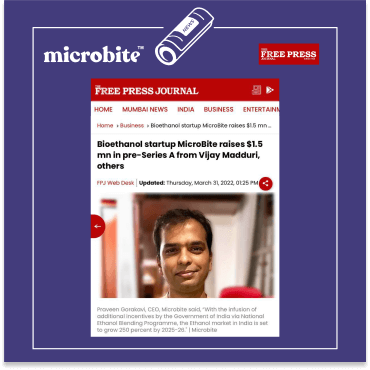 microbite™
NEWS
FREE PRESS
FREE PRESS JOURNAL
HOME MUMBAI NEWS INDIA BUSINESS ENTERTAINM
Home > Business > Bioethanol startup MicroBite raises $1.5 mn ...
Bioethanol startup MicroBite raises $1.5
mn in pre-Series A from Vijay Madduri,
others
FPJ Web Desk | Updated: Thursday, March 31, 2022, 01:25 PM
Praveen Gorakavi, CEO, Microbite said, "With the infusion of
additional incentives by the Government of India via National
Ethanol Blending Programme, the Ethanol market in India is set
to grow 250 percent by 2025-26." | Microbite